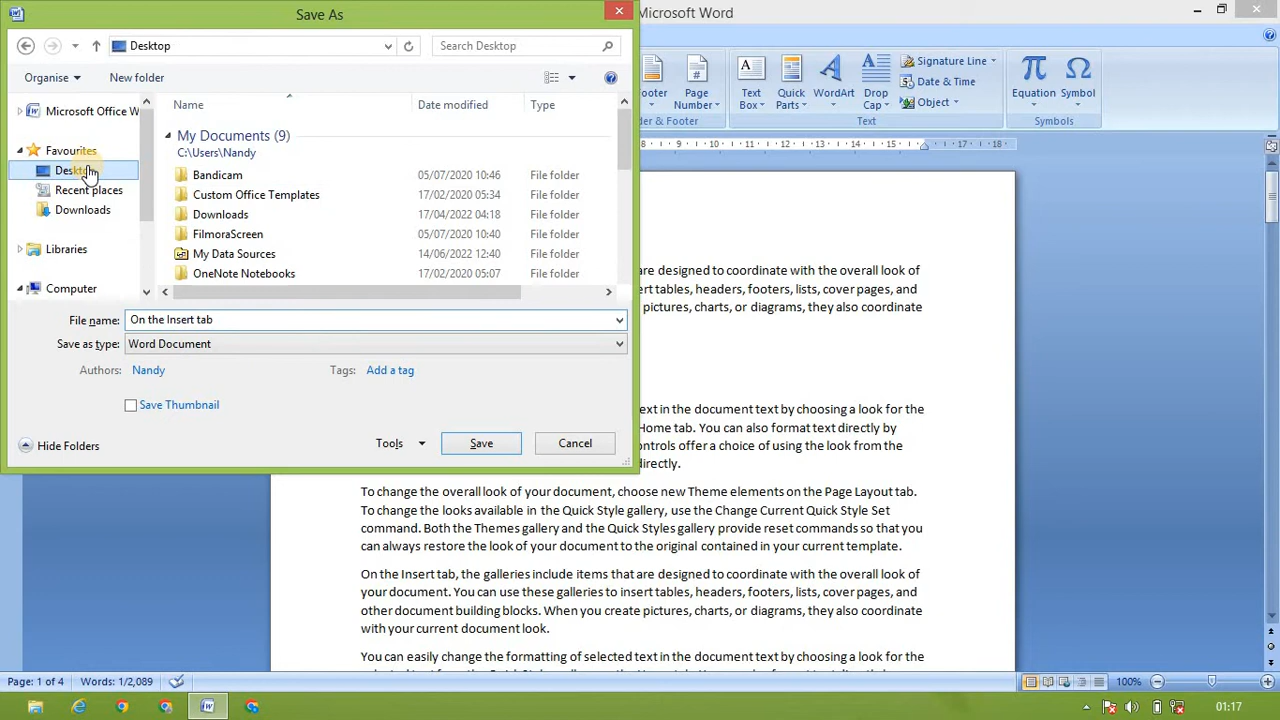 Save As
Microsoft Word
Desktop
Search Desktop
Organise
New folder
Microsoft Office W
Favourites
Desktop
Recent places
Downloads
Libraries
Computer
Name
Date modified
Type
My Documents (9)
C:\Users\Nandy
Bandicam 05/07/2020 10:46 File folder
Custom Office Templates 17/02/2020 05:34 File folder
Downloads 17/04/2022 04:18 File folder
FilmoraScreen 05/07/2020 10:40 File folder
My Data Sources 14/06/2022 12:40 File folder
OneNote Notebooks 17/02/2020 05:07 File folder
File name: On the Insert tab
Save as type: Word Document
Authors: Nandy
Tags: Add a tag
Save Thumbnail
Hide Folders
Tools
Save
Cancel
Footer
Page Number
Header & Footer
Text Box
Quick Parts
WordArt
Drop Cap
Signature Line
Date & Time
Object
Text
Equation
Symbol
Symbols
8 9 10 11 12 13 14 15 16 17 18
are designed to coordinate with the overall look of
ert tables, headers, footers, lists, cover pages, and
pictures, charts, or diagrams, they also coordinate
ext in the document text by choosing a look for the
Home tab. You can also format text directly by
ontrols offer a choice of using the look from the
directly.
To change the overall look of your document, choose new Theme elements on the Page Layout tab.
To change the looks available in the Quick Style gallery, use the Change Current Quick Style Set
command. Both the Themes gallery and the Quick Styles gallery provide reset commands so that you
can always restore the look of your document to the original contained in your current template.
On the Insert tab, the galleries include items that are designed to coordinate with the overall look of
your document. You can use these galleries to insert tables, headers, footers, lists, cover pages, and
other document building blocks. When you create pictures, charts, or diagrams, they also coordinate
with your current document look.
You can easily change the formatting of selected text in the document text by choosing a look for the
Page: 1 of 4
Words: 1/2,089
100%
01:17